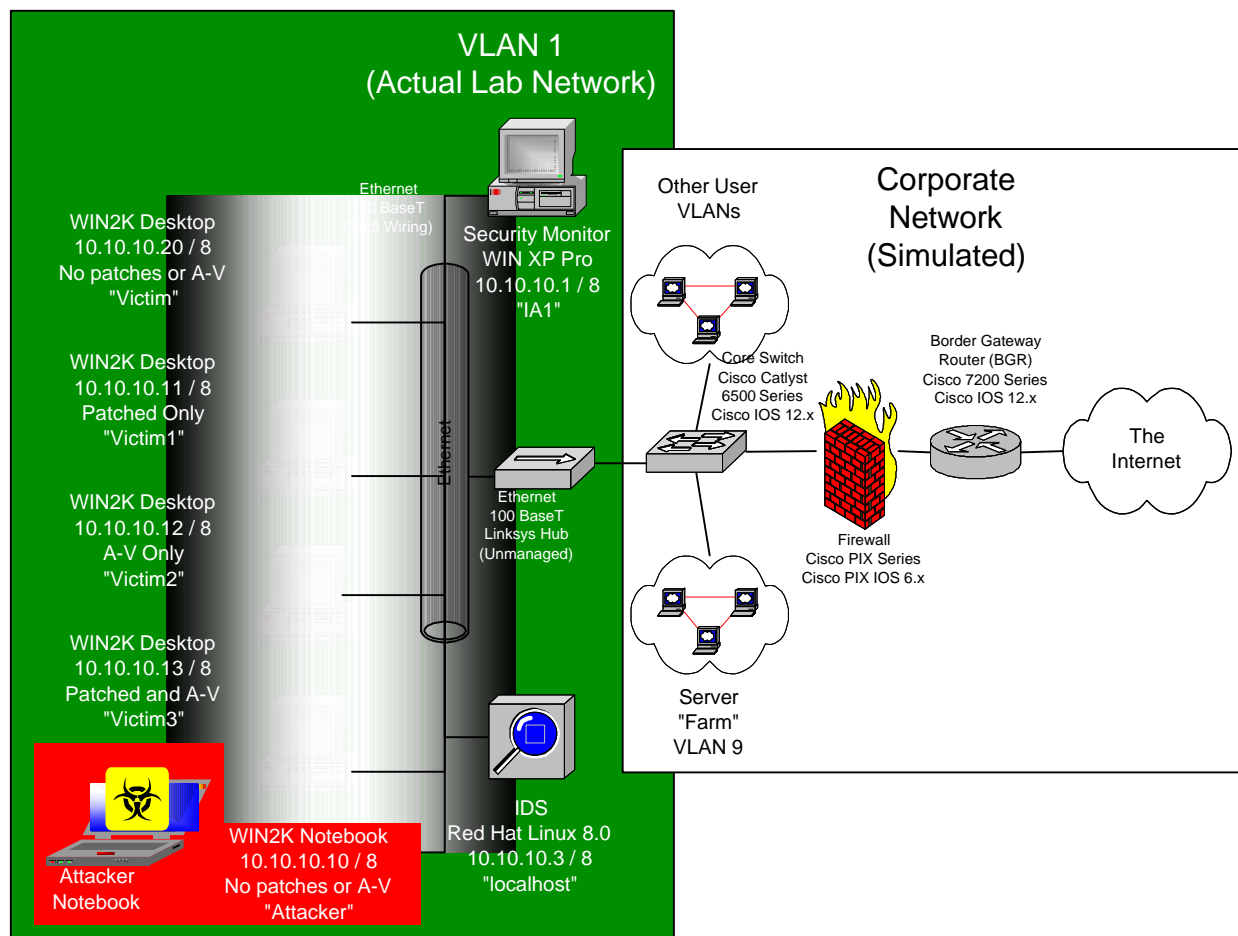 VLAN 1
(Actual Lab Network)
Ethernet
BaseT
Wiring)
WIN2K Desktop
10.10.10.20 / 8
No patches or A-V
"Victim"
WIN2K Desktop
10.10.10.11 / 8
Patched Only
"Victim1"
WIN2K Desktop
10.10.10.12 / 8
A-V Only
"Victim2"
WIN2K Desktop
10.10.10.13 / 8
Patched and A-V
"Victim3"
Attacker
Notebook
WIN2K Notebook
10.10.10.10 / 8
No patches or A-V
"Attacker"
Security Monitor
WIN XP Pro
10.10.10.1 / 8
"IA1"
Ethernet
Ethernet
100 BaseT
Linksys Hub
(Unmanaged)
IDS
Red Hat Linux 8.0
10.10.10.3 / 8
"localhost"
Corporate
Network
(Simulated)
Other User
VLANs
Core Switch
Cisco Catlyst
6500 Series
Cisco IOS 12.x
Server
"Farm"
VLAN 9
Firewall
Cisco PIX Series
Cisco PIX IOS 6.x
Border Gateway
Router (BGR)
Cisco 7200 Series
Cisco IOS 12.x
The
Internet